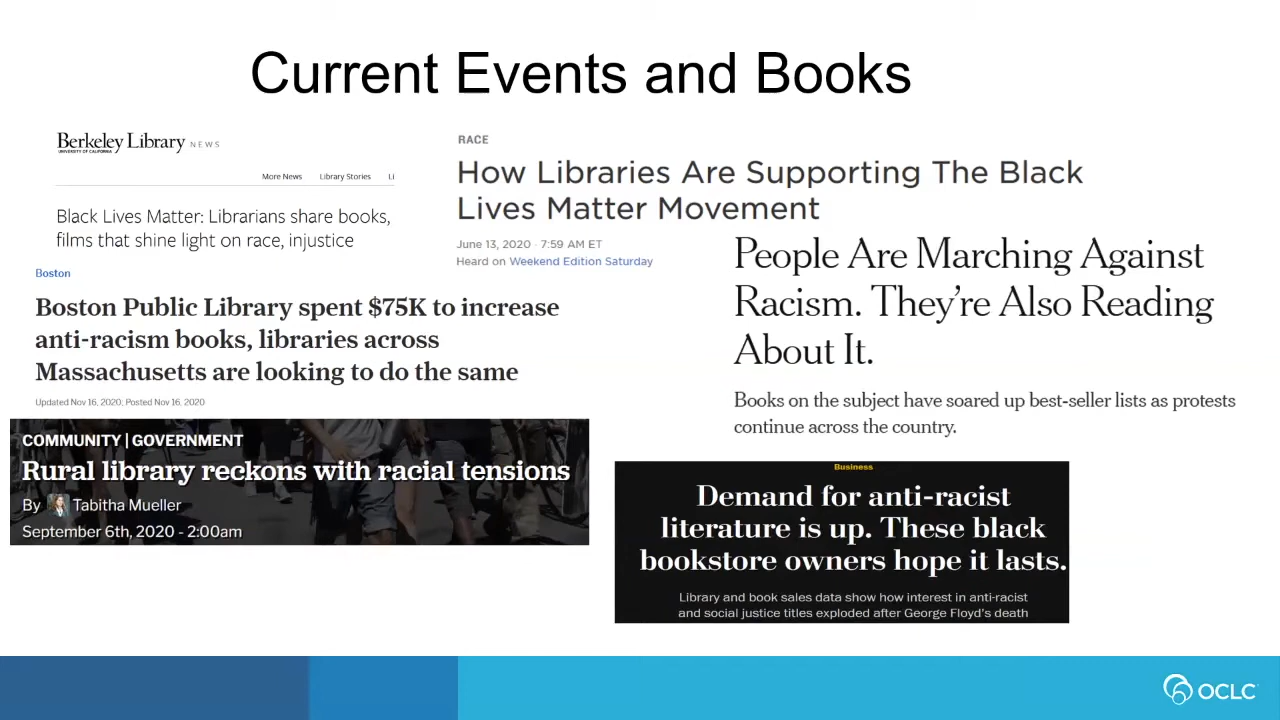 Current Events and Books
Berkeley Library NEWS
UNIVERSITY OF CALIFORNIA
More News Library Stories Li
Black Lives Matter: Librarians share books,
films that shine light on race, injustice
RACE
How Libraries Are Supporting The Black
Lives Matter Movement
June 13, 2020 · 7:59 AM ET
Heard on Weekend Edition Saturday
Boston
Boston Public Library spent $75K to increase
anti-racism books, libraries across
Massachusetts are looking to do the same
Updated Nov 16, 2020; Posted Nov 16, 2020
People Are Marching Against
Racism. They’re Also Reading
About It.
Books on the subject have soared up best-seller lists as protests
continue across the country.
COMMUNITY | GOVERNMENT
Rural library reckons with racial tensions
By Tabitha Mueller
September 6th, 2020 - 2:00am
Business
Demand for anti-racist
literature is up. These black
bookstore owners hope it lasts.
Library and book sales data show how interest in anti-racist
and social justice titles exploded after George Floyd’s death
OCLC